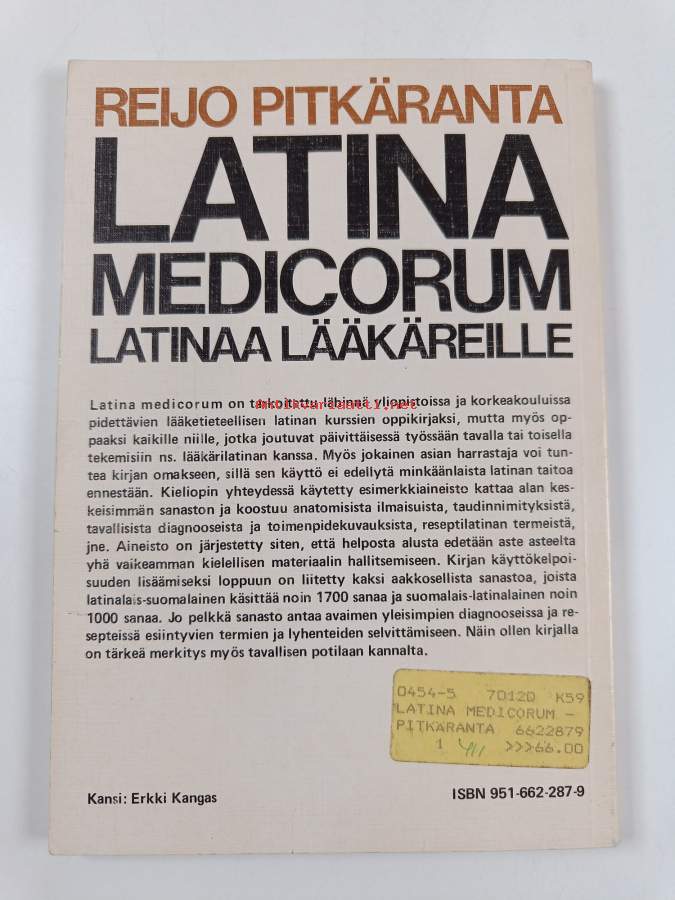 REIJO PITKÄRANTA
LATINA
MEDICORUM
LATINAA LÄÄKÄREILLE
Latina medicorum on tarkoitettu lähinnä yliopistoissa ja korkeakouluissa
antikvariaatti.net
pidettävien lääketieteellisen latinan kurssien oppikirjaksi, mutta myös op-
paaksi kaikille niille, jotka joutuvat päivittäisessä työssään tavalla tai toisella
tekemisiin ns. lääkärilatinan kanssa. Myös jokainen asian harrastaja voi tun-
tea kirjan omakseen, sillä sen käyttö ei edellytä minkäänlaista latinan taitoa
ennestään. Kieliopin yhteydessä käytetty esimerkkiaineisto kattaa alan kes-
keisimmän sanaston ja koostuu anatomisista ilmaisuista, taudinnimityksistä,
tavallisista diagnooseista ja toimenpidekuvauksista, reseptilatinan termeistä,
jne. Aineisto on järjestetty siten, että helposta alusta edetään aste asteelta
yhä vaikeamman kielellisen materiaalin hallitsemiseen. Kirjan käyttökelpoi-
suuden lisäämiseksi loppuun on liitetty kaksi aakkosellista sanastoa, joista
latinalais-suomalainen käsittää noin 1700 sanaa ja suomalais-latinalainen noin
1000 sanaa. Jo pelkkä sanasto antaa avaimen yleisimpien diagnooseissa ja re-
septeissä esiintyvien termien ja lyhenteiden selvittämiseen. Näin ollen kirjalla
on tärkeä merkitys myös tavallisen potilaan kannalta.
0454-5 70120 K59
LATINA MEDICORUM -
PITKÄRANTA 6622879
1 >>>66.00
Kansi: Erkki Kangas
ISBN 951-662-287-9